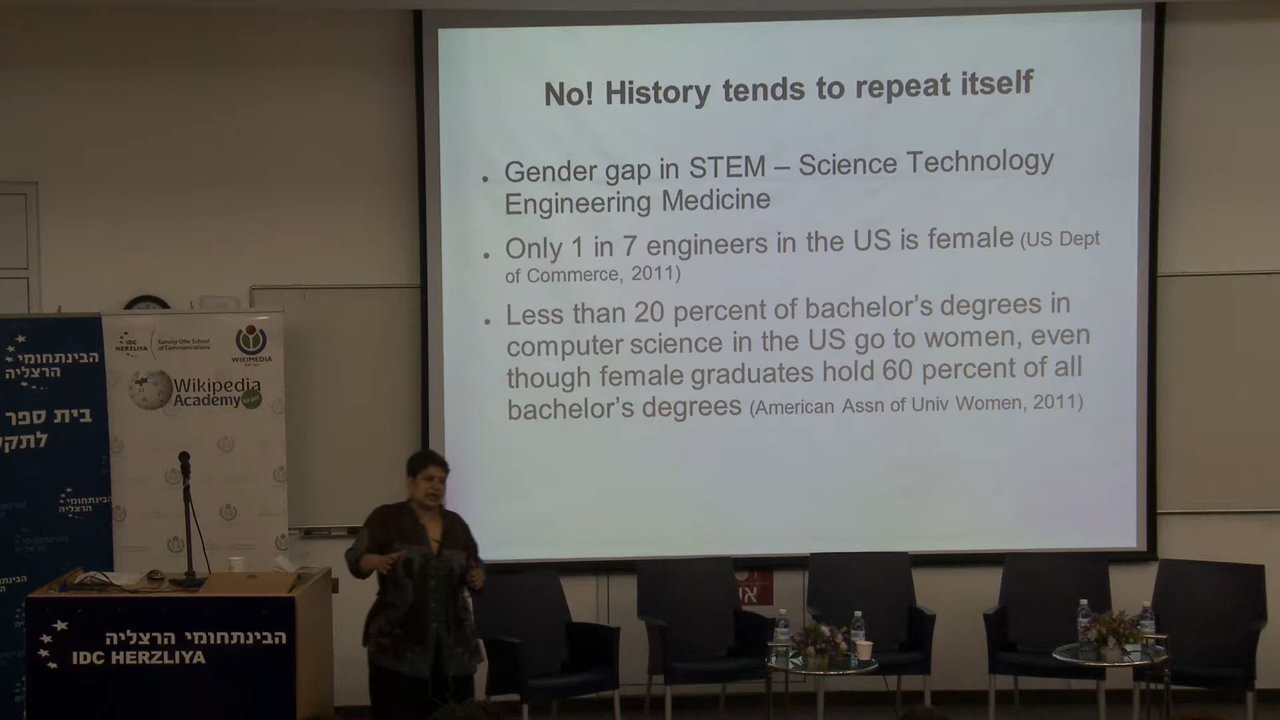 No! History tends to repeat itself
. Gender gap in STEM – Science Technology
Engineering Medicine
. Only 1 in 7 engineers in the US is female (US Dept
of Commerce, 2011)
. Less than 20 percent of bachelor's degrees in
computer science in the US go to women, even
though female graduates hold 60 percent of all
bachelor's degrees (American Assn of Univ Women, 2011)
הבינתחומי
הרצליה
בית ספר
לתק
IDC
HERZLIYA
Sammy Ofer School
of Communications
WIKIMEDIA
Wikipedia
Academy
הבינתחומי הרצליה
IDC HERZLIYA